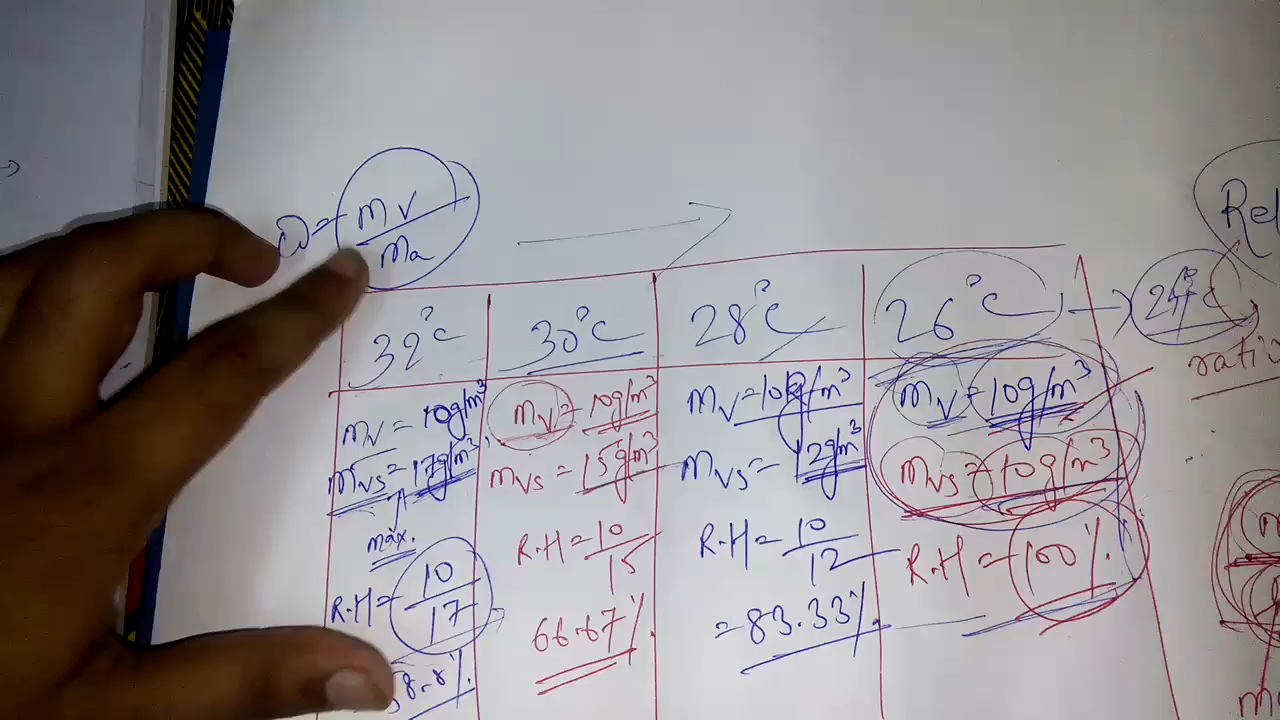 ω = mv / ma
32°C
mv = 10g/m³
mvs = 17g/m³
max.
R.H = 10/17
58.8%
30°C
mv = 10g/m³
mvs = 15g/m³
R.H = 10/15
66.67%
28°C
mv = 10g/m³
mvs = 12g/m³
R.H = 10/12
= 83.33%
26°C → 24°C
mv = 10g/m³
mvs = 10g/m³
R.H = 100%
Rel
ratio